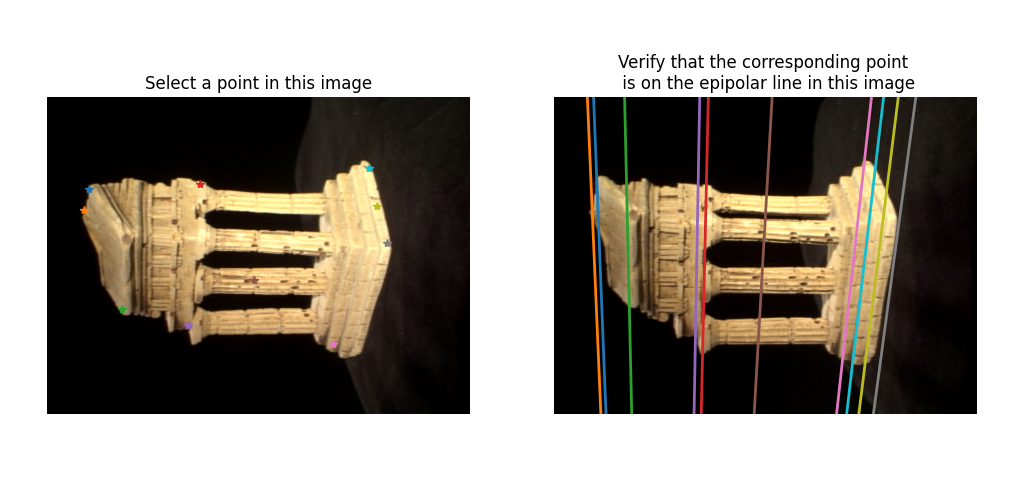 Select a point in this image
Verify that the corresponding point
is on the epipolar line in this image